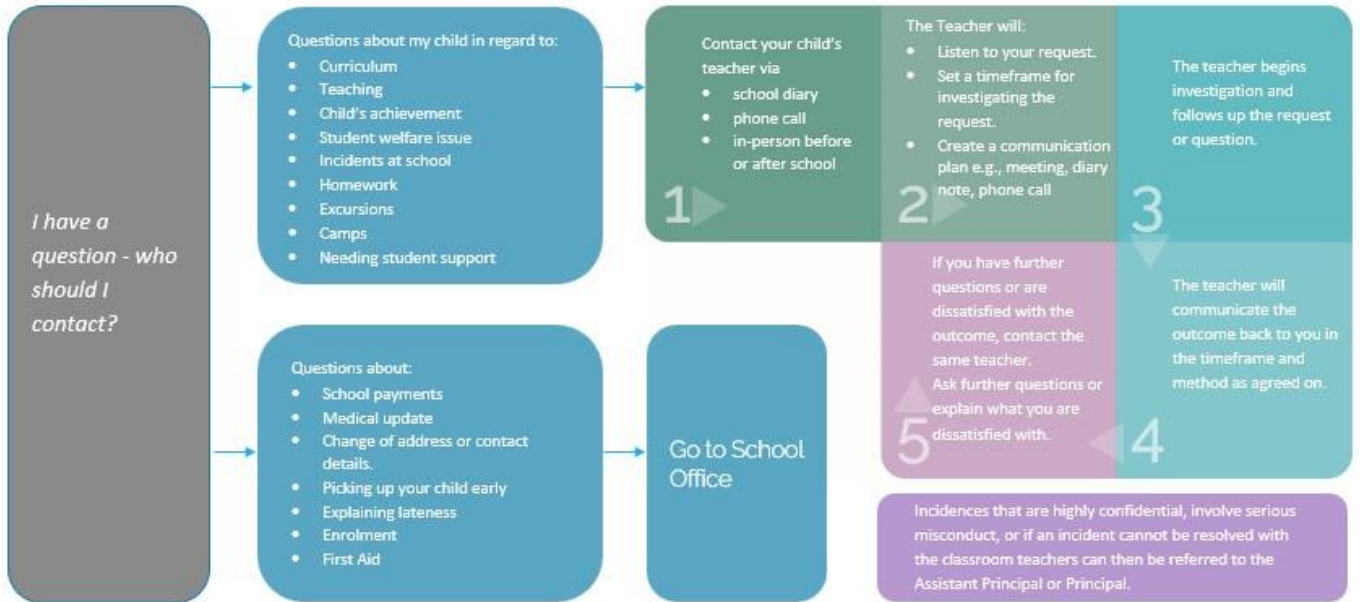 I have a
question - who
should I
contact?
Questions about my child in regard to:
• Curriculum
• Teaching
• Child's achievement
• Student welfare issue
• Incidents at school
• Homework
• Excursions
• Camps
• Needing student support
Questions about:
• School payments
• Medical update
• Change of address or contact
details.
• Picking up your child early
• Explaining lateness
• Enrolment
• First Aid
Go to School
Office
Contact your child's
teacher via
• school diary
• phone call
• in-person before
or after school
1
The Teacher will:
• Listen to your request.
• Set a timeframe for
investigating the
request.
• Create a communication
plan e.g., meeting, diary
note, phone call
2
The teacher begins
investigation and
follows up the request
or question.
3
The teacher will
communicate the
outcome back to you in
the timeframe and
method as agreed on.
4
If you have further
questions or are
dissatisfied with the
outcome, contact the
same teacher.
Ask further questions or
explain what you are
dissatisfied with.
5
Incidences that are highly confidential, involve serious
misconduct, or if an incident cannot be resolved with
the classroom teachers can then be referred to the
Assistant Principal or Principal.